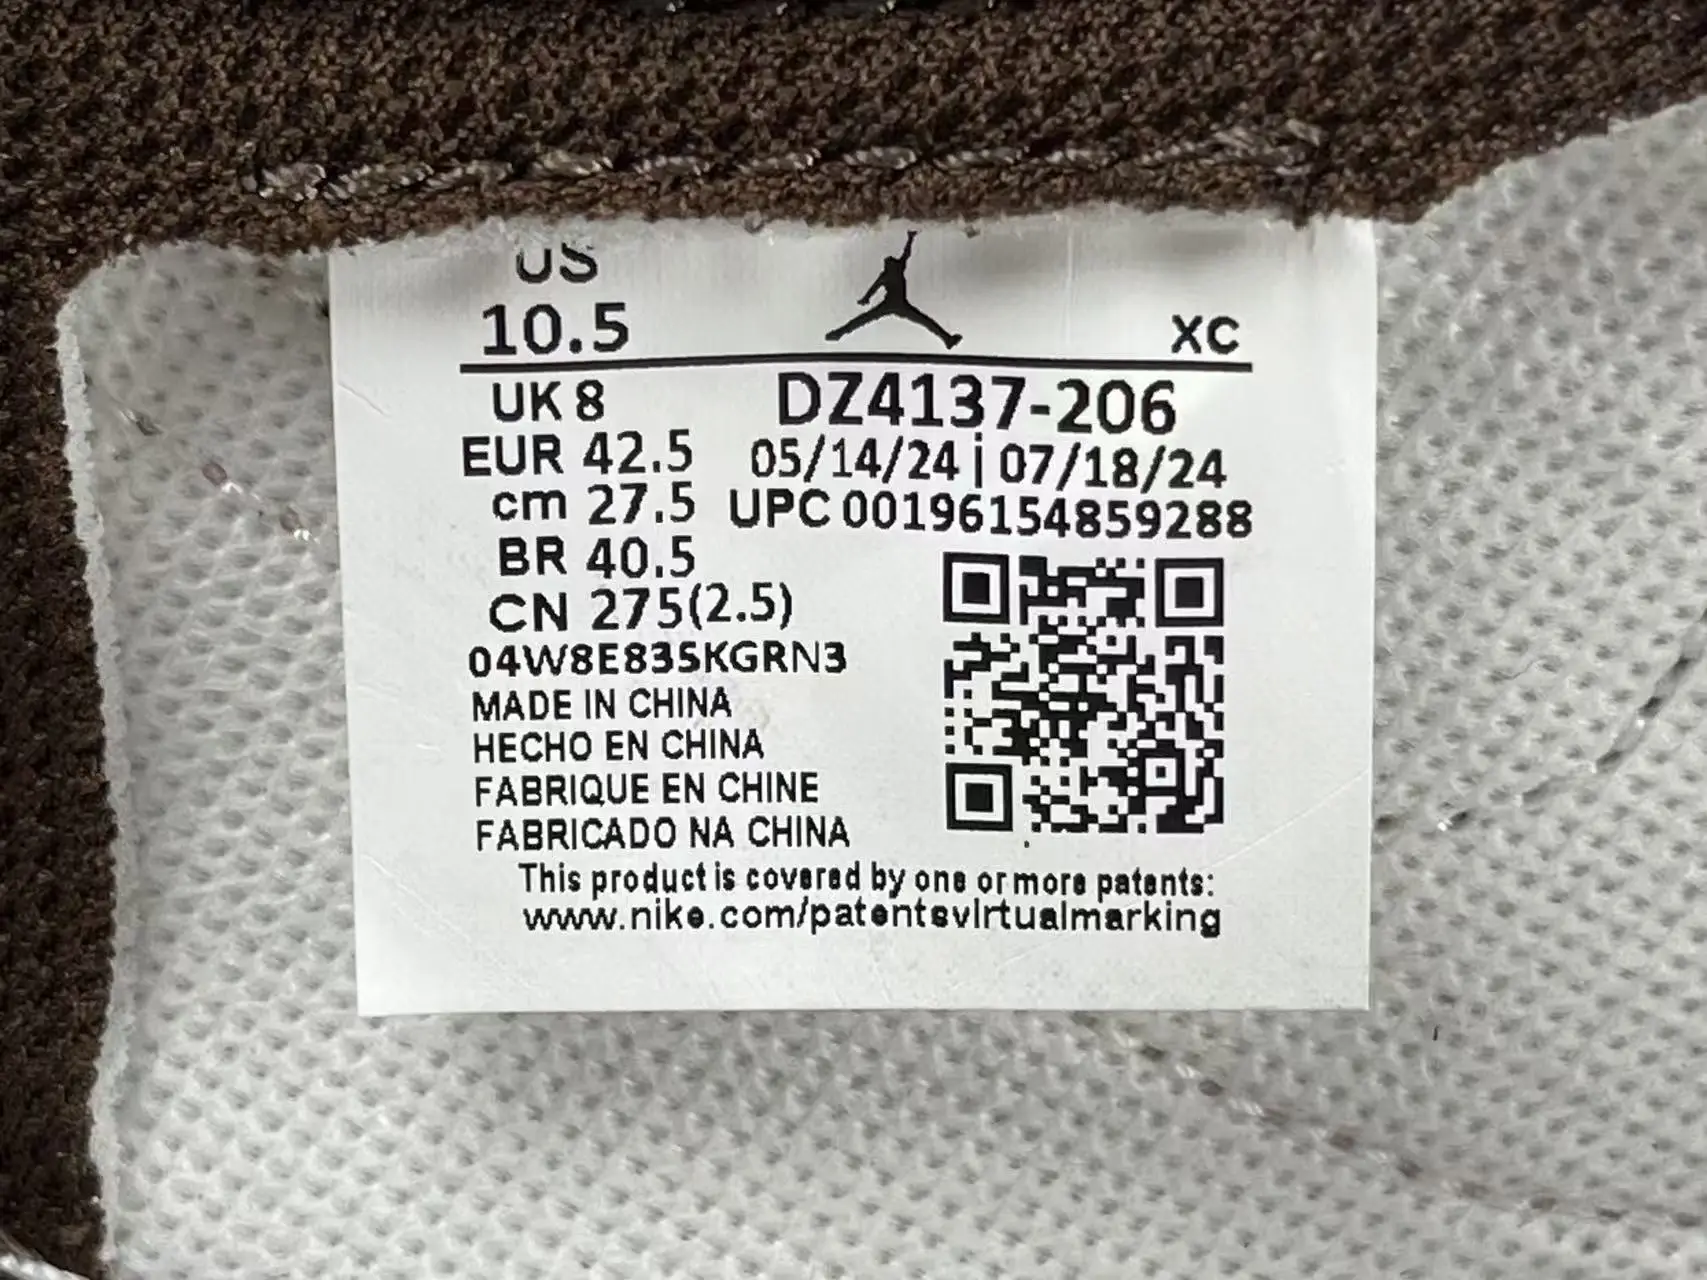 US
10.5
XC
UK 8
DZ4137-206
EUR 42.5
05/14/24 | 07/18/24
cm 27.5
UPC 00196154859288
BR 40.5
CN 275(2.5)
04W8E83SKGRN3
MADE IN CHINA
HECHO EN CHINA
FABRIQUE EN CHINE
FABRICADO NA CHINA
This product is covered by one or more patents:
www.nike.com/patentsvirtualmarking